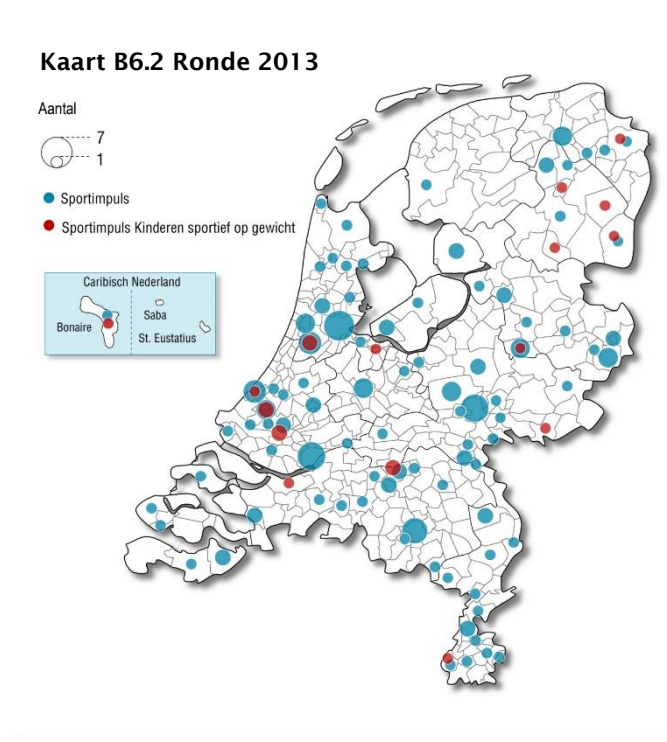 Kaart B6.2 Ronde 2013
Aantal
7
1
Sportimpuls
Sportimpuls Kinderen sportief op gewicht
Caribisch Nederland
Bonaire
Saba
St. Eustatius